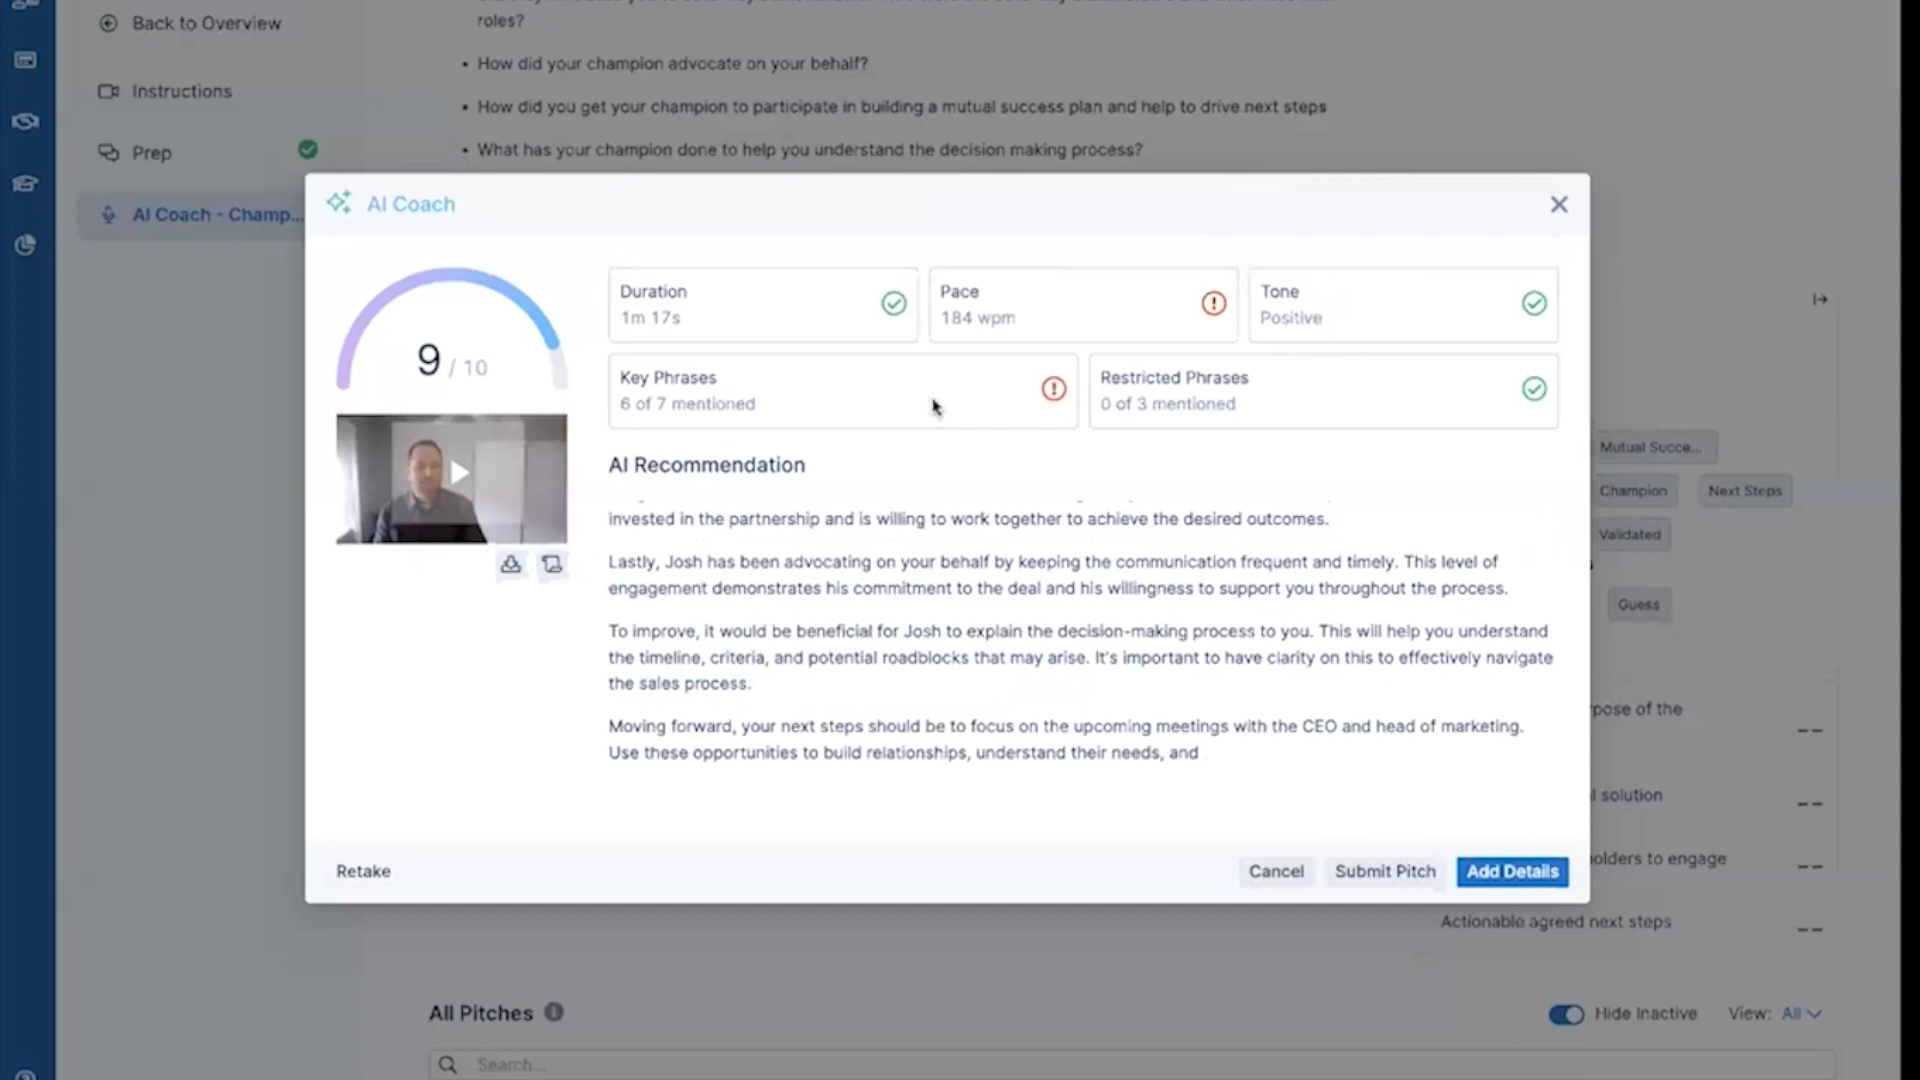 Back to Overview
roles?
Instructions
• How did your champion advocate on your behalf?
• How did you get your champion to participate in building a mutual success plan and help to drive next steps
Prep
• What has your champion done to help you understand the decision making process?
AI Coach - Champ...
AI Coach
9 / 10
Duration
1m 17s
Pace
184 wpm
Tone
Positive
Key Phrases
6 of 7 mentioned
Restricted Phrases
0 of 3 mentioned
AI Recommendation
invested in the partnership and is willing to work together to achieve the desired outcomes.
Lastly, Josh has been advocating on your behalf by keeping the communication frequent and timely. This level of
engagement demonstrates his commitment to the deal and his willingness to support you throughout the process.
To improve, it would be beneficial for Josh to explain the decision-making process to you. This will help you understand
the timeline, criteria, and potential roadblocks that may arise. It's important to have clarity on this to effectively navigate
the sales process.
Moving forward, your next steps should be to focus on the upcoming meetings with the CEO and head of marketing.
Use these opportunities to build relationships, understand their needs, and
Retake
Cancel
Submit Pitch
Add Details
Mutual Succe...
Champion
Next Steps
Validated
Guess
pose of the
--
l solution
--
olders to engage
--
Actionable agreed next steps
--
All Pitches
Hide Inactive
View: All
Search...